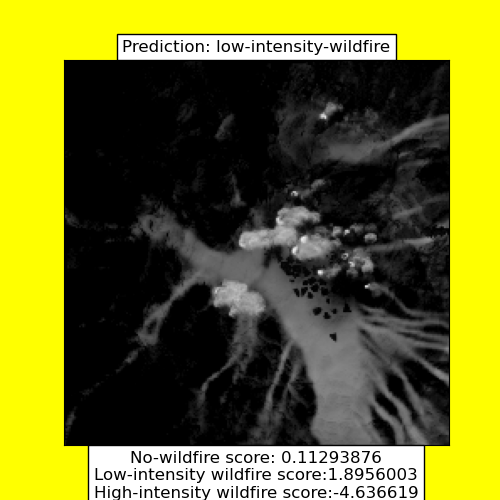 Prediction: low-intensity-wildfire
No-wildfire score: 0.11293876
Low-intensity wildfire score:1.8956003
High-intensity wildfire score:-4.636619